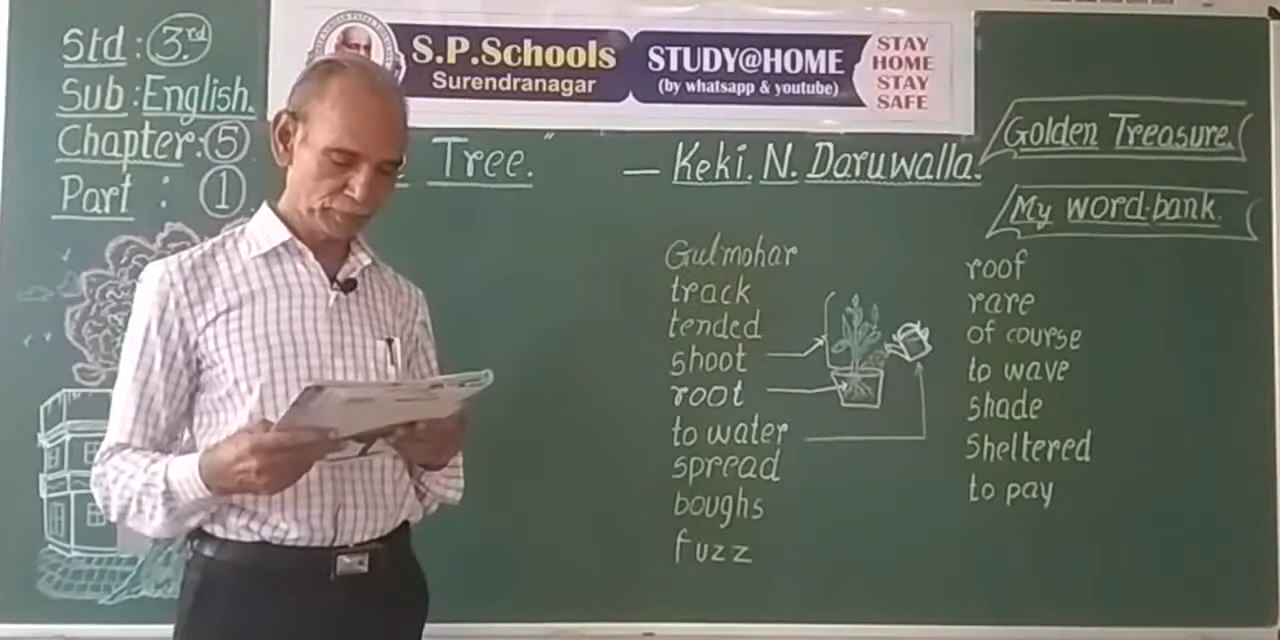 Std : 3.rd
Sub : English.
Chapter : 5
Part : 1
S.P.Schools
Surendranagar
STUDY@HOME
(by whatsapp & youtube)
STAY
HOME
STAY
SAFE
Tree."
— Keki. N. Daruwalla.
Golden Treasure.
My word-bank.
Gulmohar
track
tended
shoot
root
to water
spread
boughs
fuzz
roof
rare
of course
to wave
shade
Sheltered
to pay